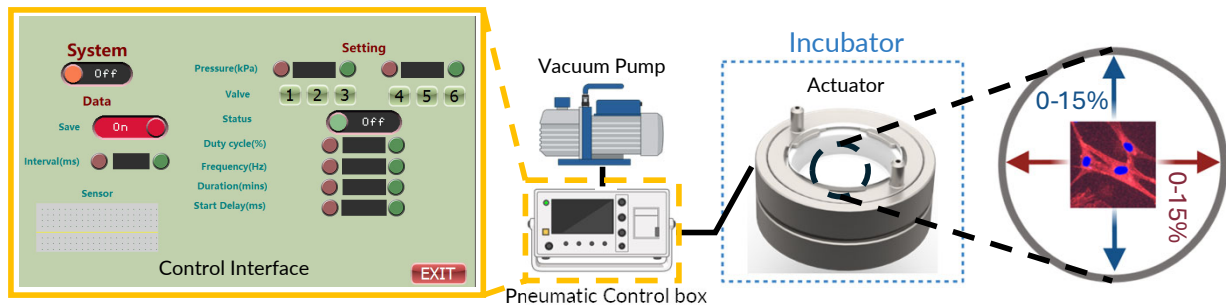 System
Off
Data
Save
On
Interval(ms)
Sensor
Setting
Pressure(kPa)
Valve
1 2 3 4 5 6
Status
Off
Duty cycle(%)
Frequency(Hz)
Duration(mins)
Start Delay(ms)
Control Interface
EXIT
Vacuum Pump
Pneumatic Control box
Incubator
Actuator
0-15%
0-15%